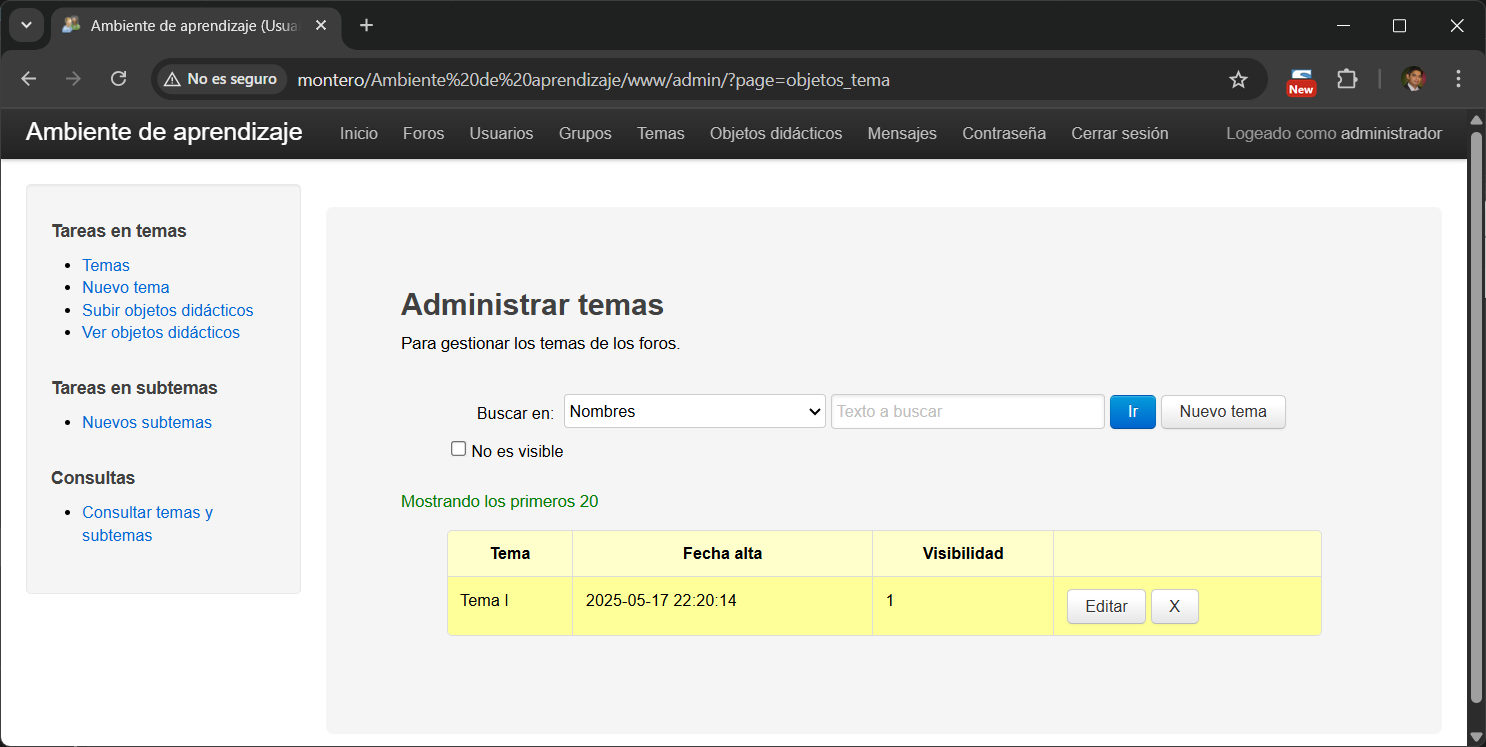 Ambiente de aprendizaje (Usua
No es seguro
montero/Ambiente%20de%20aprendizaje/www/admin/?page=objetos_tema
New
Ambiente de aprendizaje Inicio Foros Usuarios Grupos Temas Objetos didácticos Mensajes Contraseña Cerrar sesión Logeado como administrador
Tareas en temas
Temas
Nuevo tema
Subir objetos didácticos
Ver objetos didácticos
Tareas en subtemas
Nuevos subtemas
Consultas
Consultar temas y
subtemas
Administrar temas
Para gestionar los temas de los foros.
Buscar en: Nombres Texto a buscar Ir Nuevo tema
No es visible
Mostrando los primeros 20
Tema Fecha alta Visibilidad
Tema I 2025-05-17 22:20:14 1 Editar X